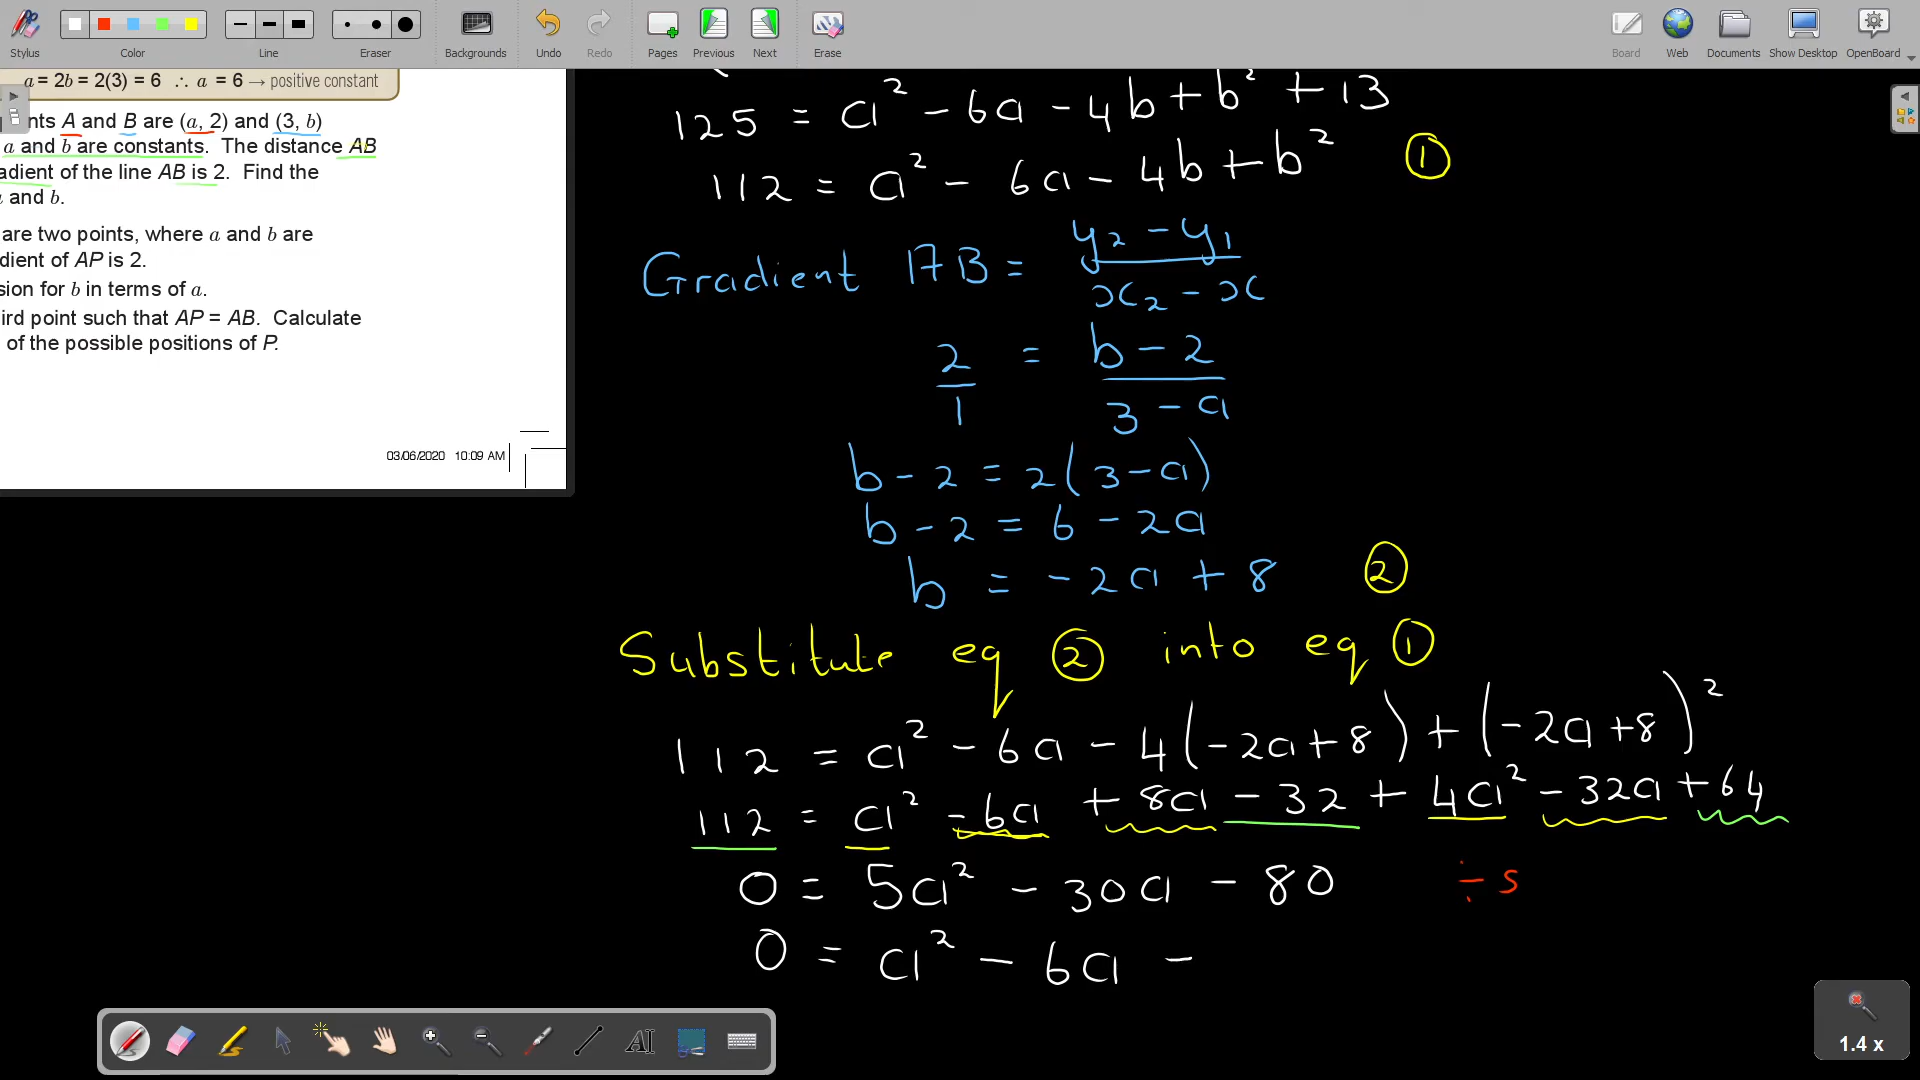 Stylus
Color
Line
Eraser
Backgrounds
Undo
Redo
Pages
Previous
Next
Erase
Board
Web
Documents
Show Desktop
OpenBoard
a = 2b = 2(3) = 6 ∴ a = 6 → positive constant
nts A and B are (a, 2) and (3, b)
a and b are constants. The distance AB
adient of the line AB is 2. Find the
and b.
are two points, where a and b are
dient of AP is 2.
sion for b in terms of a.
ird point such that AP = AB. Calculate
of the possible positions of P.
03/06/2020 10:09 AM
125 = a² - 6a - 4b + b² + 13
112 = a² - 6a - 4b + b² ①
Gradient AB = y₂ - y₁ / x₂ - x
2/1 = b - 2 / 3 - a
b - 2 = 2(3 - a)
b - 2 = 6 - 2a
b = -2a + 8 ②
Substitute eq ② into eq ①
112 = a² - 6a - 4(-2a+8) + (-2a+8)²
112 = a² - 6a + 8a - 32 + 4a² - 32a + 64
0 = 5a² - 30a - 80 ÷ 5
0 = a² - 6a -
1.4 x